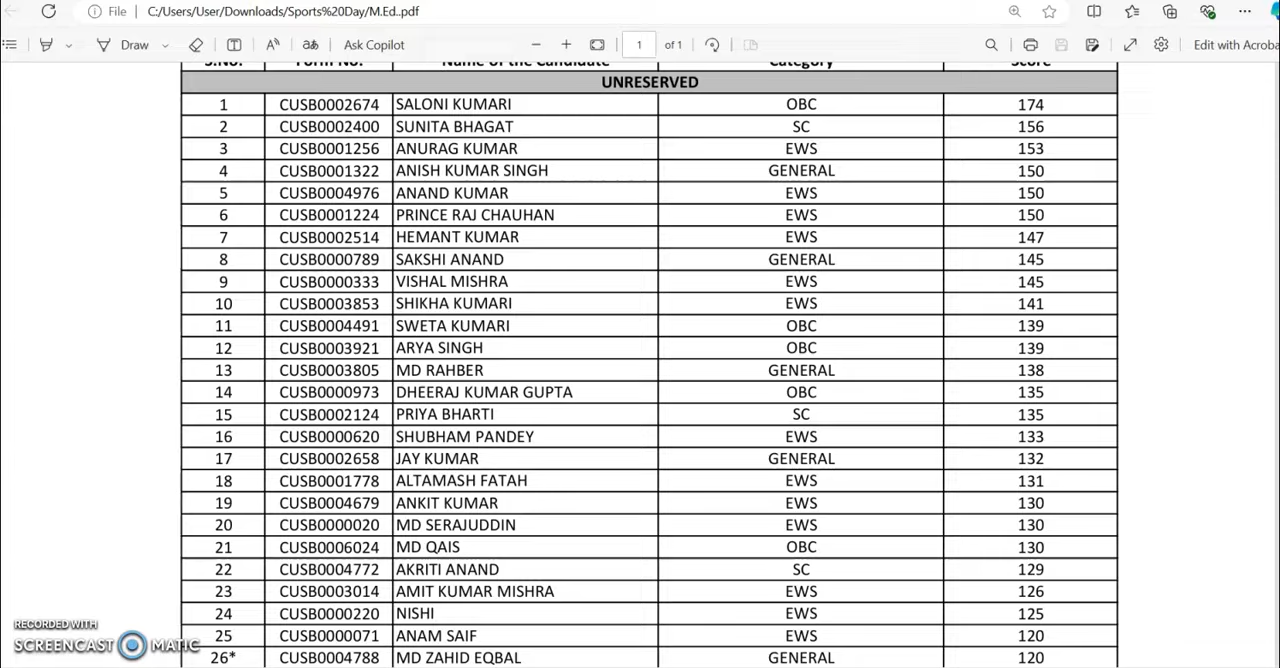 File C:/Users/User/Downloads/Sports%20Day/M.Ed..pdf
Draw Ask Copilot 1 of 1 Edit with Acroba
S.No. Form No. Name of the Candidate Category Score
UNRESERVED
1 CUSB0002674 SALONI KUMARI OBC 174
2 CUSB0002400 SUNITA BHAGAT SC 156
3 CUSB0001256 ANURAG KUMAR EWS 153
4 CUSB0001322 ANISH KUMAR SINGH GENERAL 150
5 CUSB0004976 ANAND KUMAR EWS 150
6 CUSB0001224 PRINCE RAJ CHAUHAN EWS 150
7 CUSB0002514 HEMANT KUMAR EWS 147
8 CUSB0000789 SAKSHI ANAND GENERAL 145
9 CUSB0000333 VISHAL MISHRA EWS 145
10 CUSB0003853 SHIKHA KUMARI EWS 141
11 CUSB0004491 SWETA KUMARI OBC 139
12 CUSB0003921 ARYA SINGH OBC 139
13 CUSB0003805 MD RAHBER GENERAL 138
14 CUSB0000973 DHEERAJ KUMAR GUPTA OBC 135
15 CUSB0002124 PRIYA BHARTI SC 135
16 CUSB0000620 SHUBHAM PANDEY EWS 133
17 CUSB0002658 JAY KUMAR GENERAL 132
18 CUSB0001778 ALTAMASH FATAH EWS 131
19 CUSB0004679 ANKIT KUMAR EWS 130
20 CUSB0000020 MD SERAJUDDIN EWS 130
21 CUSB0006024 MD QAIS OBC 130
22 CUSB0004772 AKRITI ANAND SC 129
23 CUSB0003014 AMIT KUMAR MISHRA EWS 126
24 CUSB0000220 NISHI EWS 125
25 CUSB0000071 ANAM SAIF EWS 120
26* CUSB0004788 MD ZAHID EQBAL GENERAL 120
RECORDED WITH
SCREENCAST MATIC